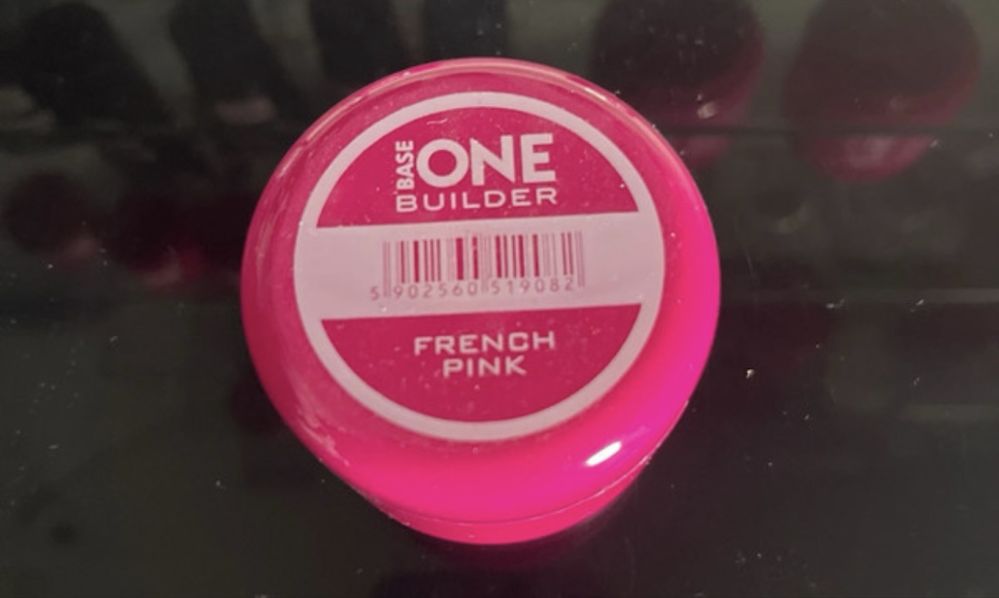 BASE ONE
BUILDER
5 902560 519082
FRENCH
PINK